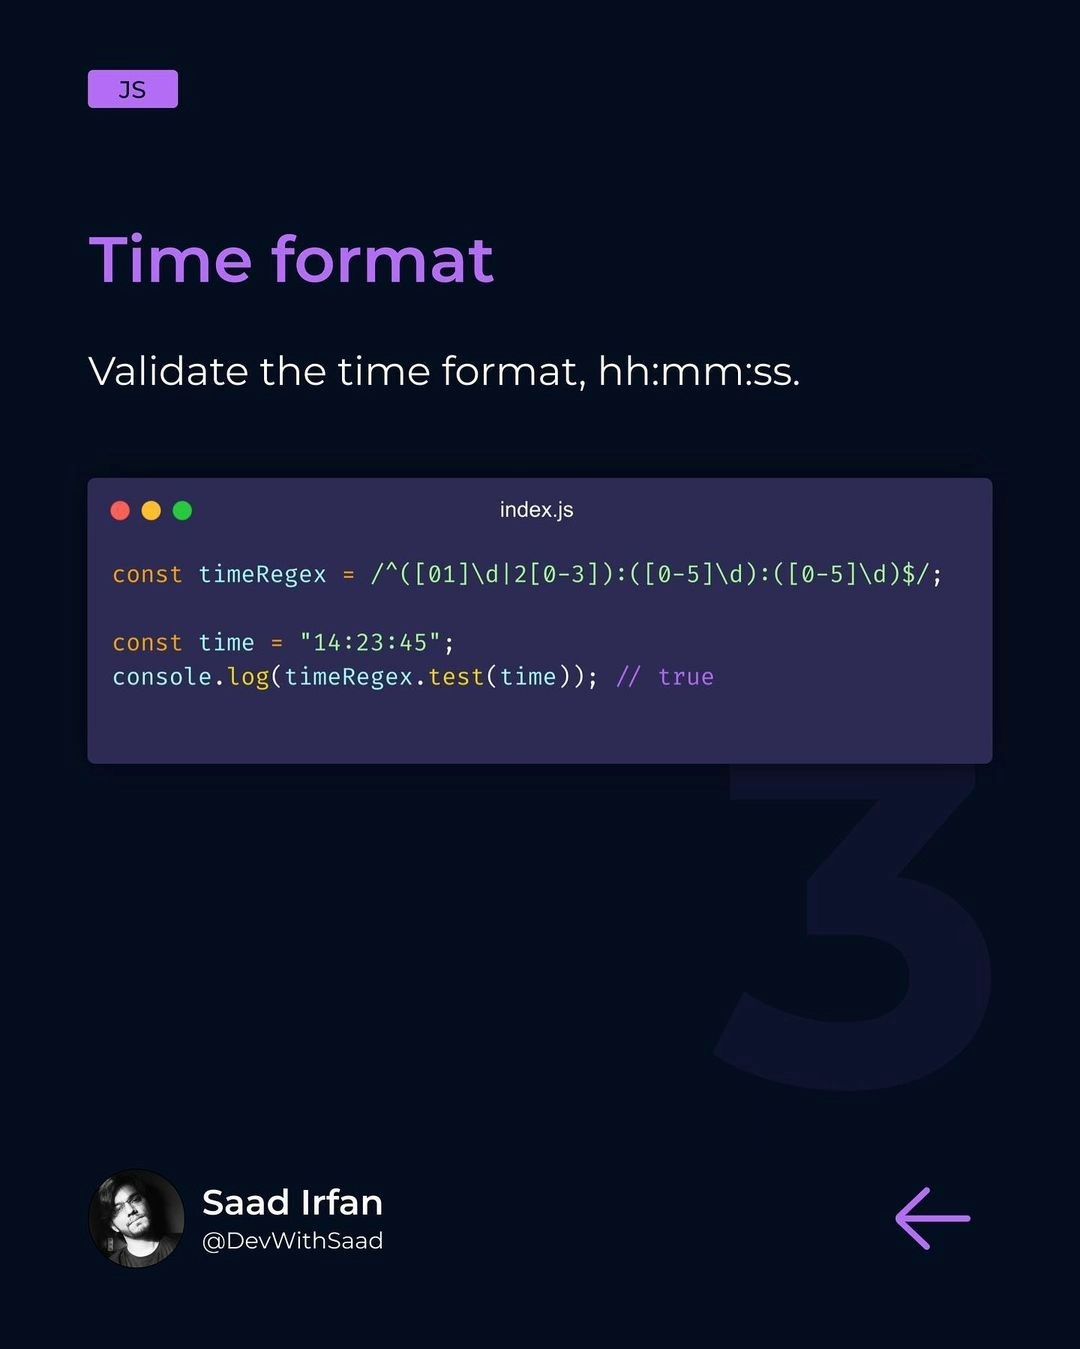 JS
Time format
Validate the time format, hh:mm:ss.
index.js
const timeRegex = /^([01]\d|2[0-3]):([0-5]\d):([0-5]\d)$/;
const time = "14:23:45";
console.log(timeRegex.test(time)); // true
3
Saad Irfan
@DevWithSaad